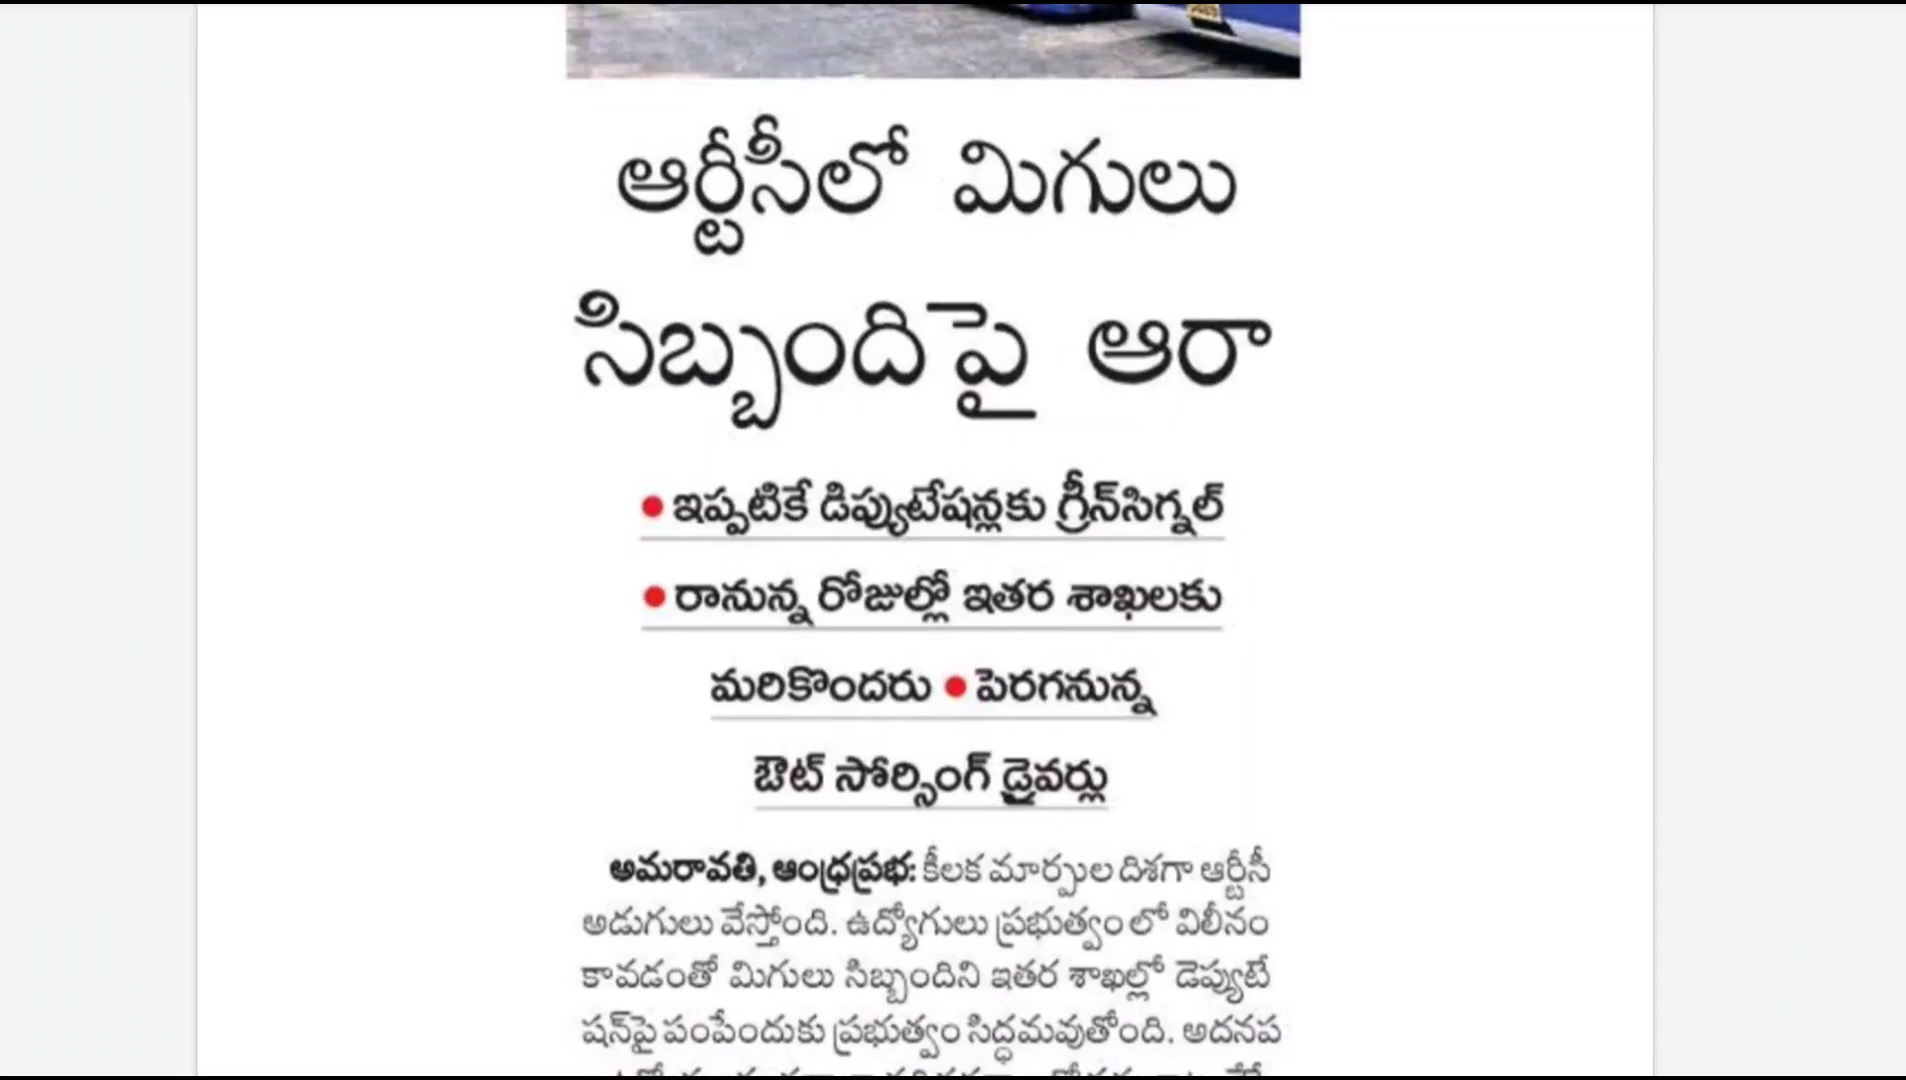 ఆర్టీసీలో మిగులు
సిబ్బందిపై ఆరా
• ఇప్పటికే డిప్యుటేషన్లకు గ్రీన్‌సిగ్నల్
• రానున్న రోజుల్లో ఇతర శాఖలకు
మరికొందరు • పెరగనున్న
ఔట్ సోర్సింగ్ డ్రైవర్లు
అమరావతి, ఆంధ్రప్రభ: కీలక మార్పుల దిశగా ఆర్టీసీ
అడుగులు వేస్తోంది. ఉద్యోగులు ప్రభుత్వం లో విలీనం
కావడంతో మిగులు సిబ్బందిని ఇతర శాఖల్లో డెప్యుటే
షన్‌పై పంపేందుకు ప్రభుత్వం సిద్ధమవుతోంది. అదనప